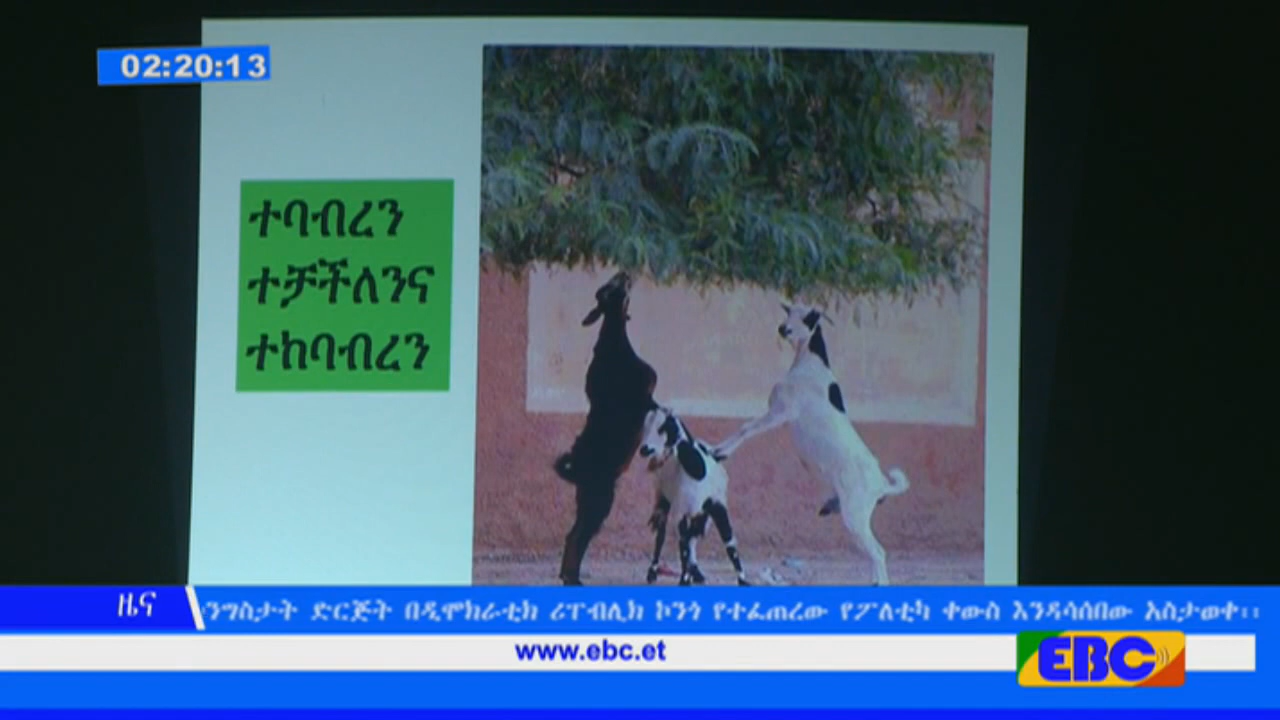 02:20:13
ተባብረን
ተቻችለንና
ተከባብረን
ዜና
ድርጅት በዲሞክራቲክ ሪፐብሊክ ኮንጎ የተፈጠረው የፖለቲካ ቀውስ እንዳሳሰበው አስታወቀ፡፡
www.ebc.et
EBC